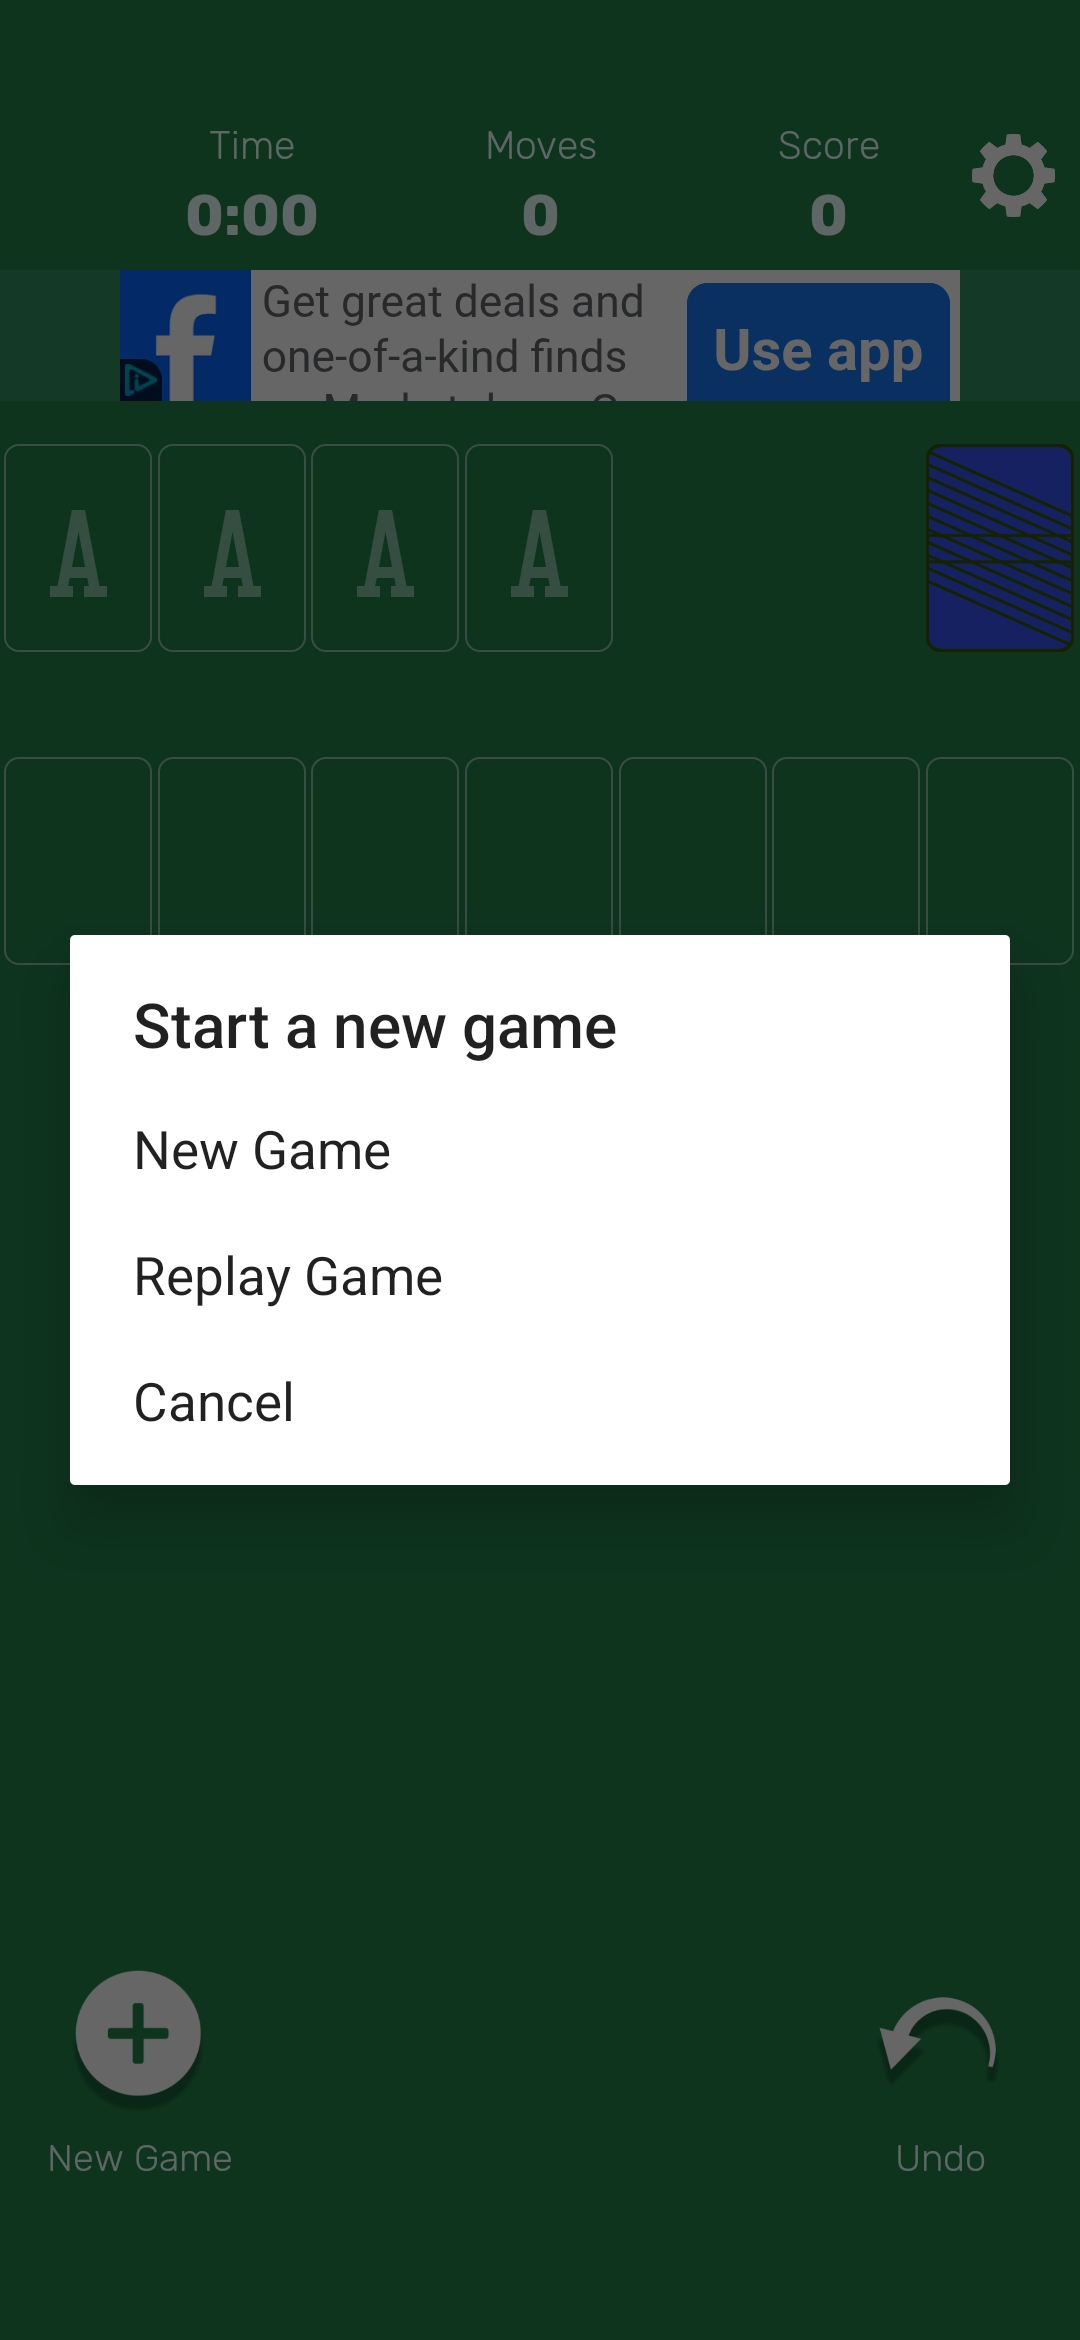 Time Moves Score
0:00 0 0
Get great deals and
one-of-a-kind finds
Use app
A A A A
Start a new game
New Game
Replay Game
Cancel
New Game Undo